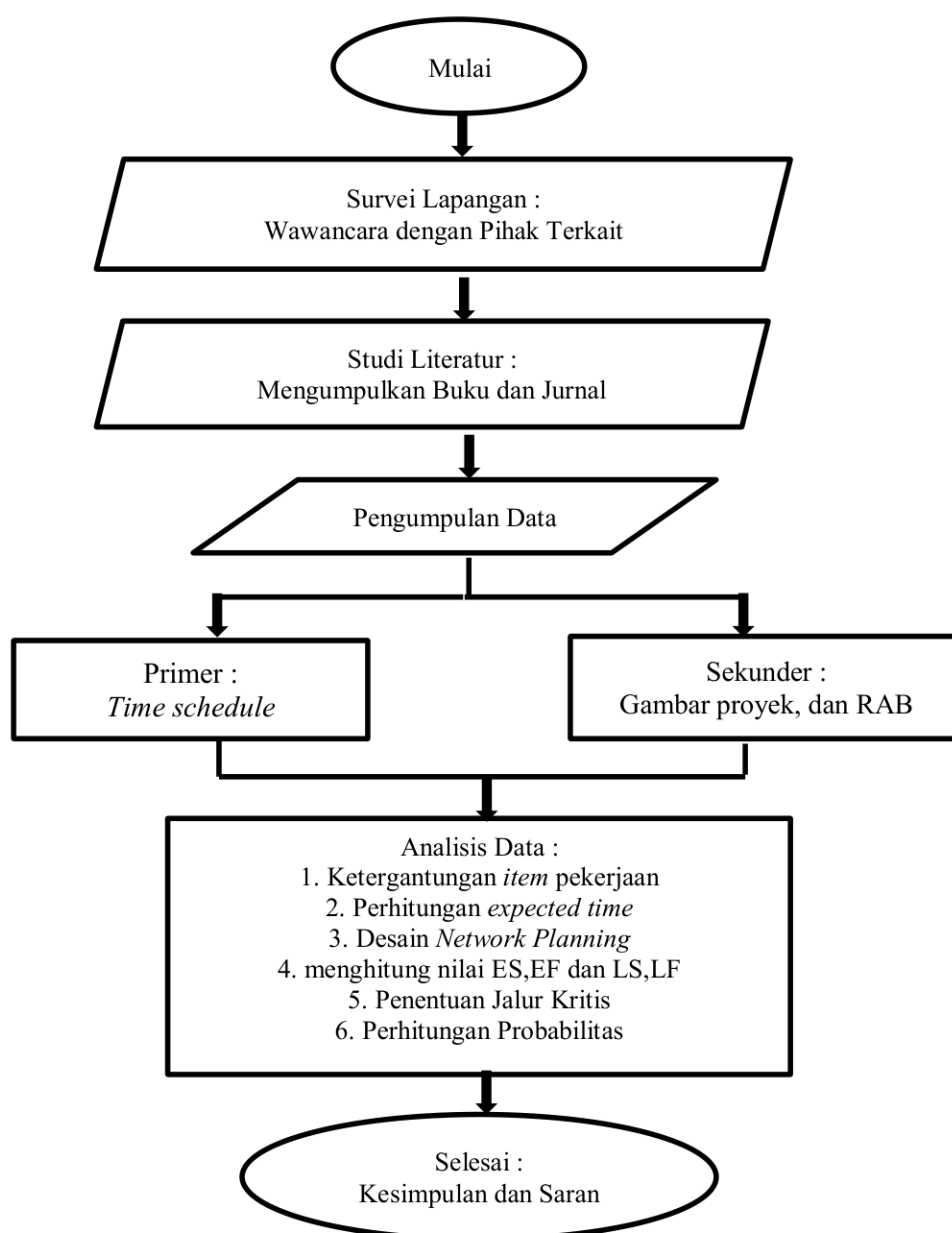 Mulai
Survei Lapangan :
Wawancara dengan Pihak Terkait
Studi Literatur :
Mengumpulkan Buku dan Jurnal
Pengumpulan Data
Primer :
Time schedule
Sekunder :
Gambar proyek, dan RAB
Analisis Data :
1. Ketergantungan item pekerjaan
2. Perhitungan expected time
3. Desain Network Planning
4. menghitung nilai ES,EF dan LS,LF
5. Penentuan Jalur Kritis
6. Perhitungan Probabilitas
Selesai :
Kesimpulan dan Saran